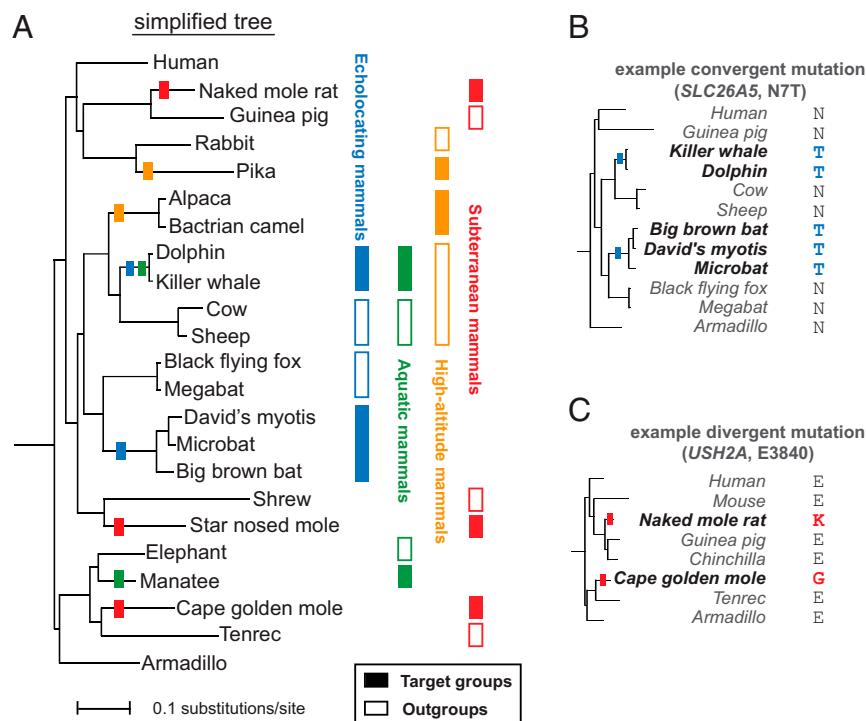 A
simplified tree
Human
Naked mole rat
Guinea pig
Rabbit
Pika
Alpaca
Bactrian camel
Dolphin
Killer whale
Cow
Sheep
Black flying fox
Megabat
David's myotis
Microbat
Big brown bat
Shrew
Star nosed mole
Elephant
Manatee
Cape golden mole
Tenrec
Armadillo
0.1 substitutions/site
Echolocating mammals
Aquatic mammals
High-altitude mammals
Subterranean mammals
Target groups
Outgroups
B
example convergent mutation
(SLC26A5, N7T)
Human N
Guinea pig N
Killer whale T
Dolphin T
Cow N
Sheep N
Big brown bat T
David's myotis T
Microbat T
Black flying fox N
Megabat N
Armadillo N
C
example divergent mutation
(USH2A, E3840)
Human E
Mouse E
Naked mole rat K
Guinea pig E
Chinchilla E
Cape golden mole G
Tenrec E
Armadillo E